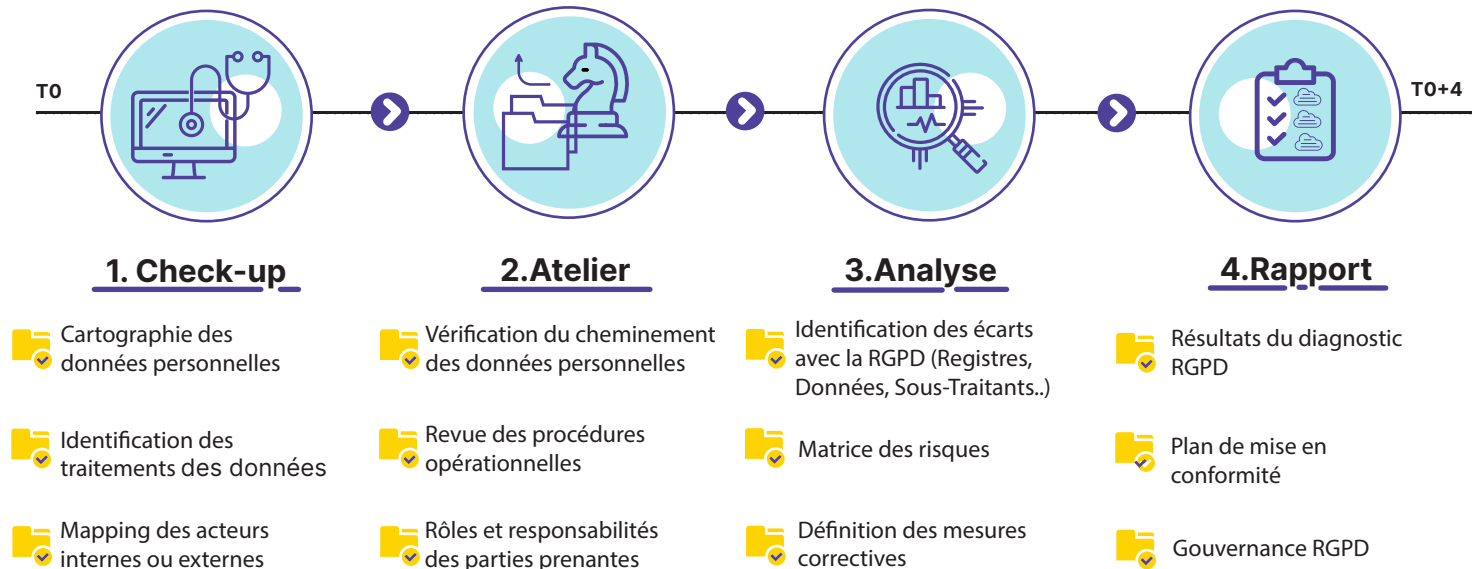 T0
T0+4
1. Check-up
Cartographie des
données personnelles
Identification des
traitements des données
Mapping des acteurs
internes ou externes
2.Atelier
Vérification du cheminement
des données personnelles
Revue des procédures
opérationnelles
Rôles et responsabilités
des parties prenantes
3.Analyse
Identification des écarts
avec la RGPD (Registres,
Données, Sous-Traitants..)
Matrice des risques
Définition des mesures
correctives
4.Rapport
Résultats du diagnostic
RGPD
Plan de mise en
conformité
Gouvernance RGPD